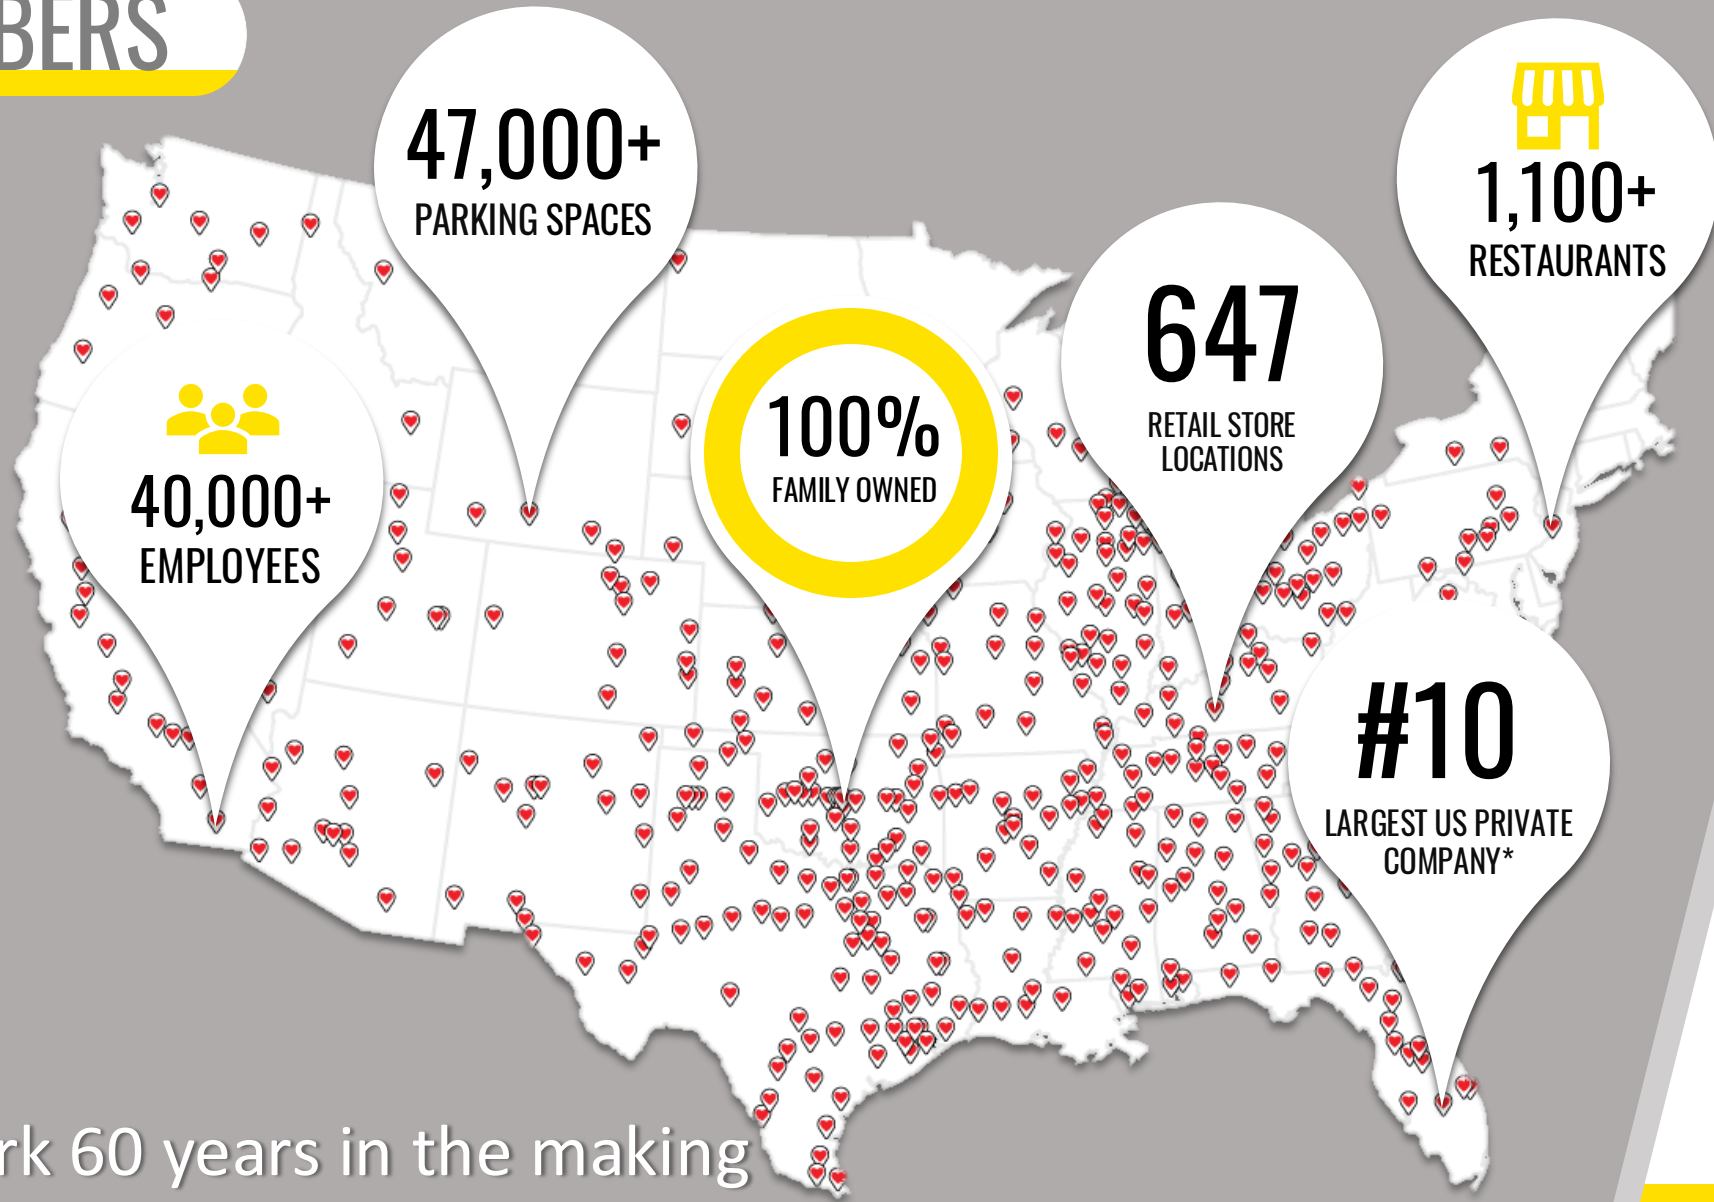 BERS
47,000+
PARKING SPACES
1,100+
RESTAURANTS
647
RETAIL STORE
LOCATIONS
100%
FAMILY OWNED
40,000+
EMPLOYEES
#10
LARGEST US PRIVATE
COMPANY*
rk 60 years in the making